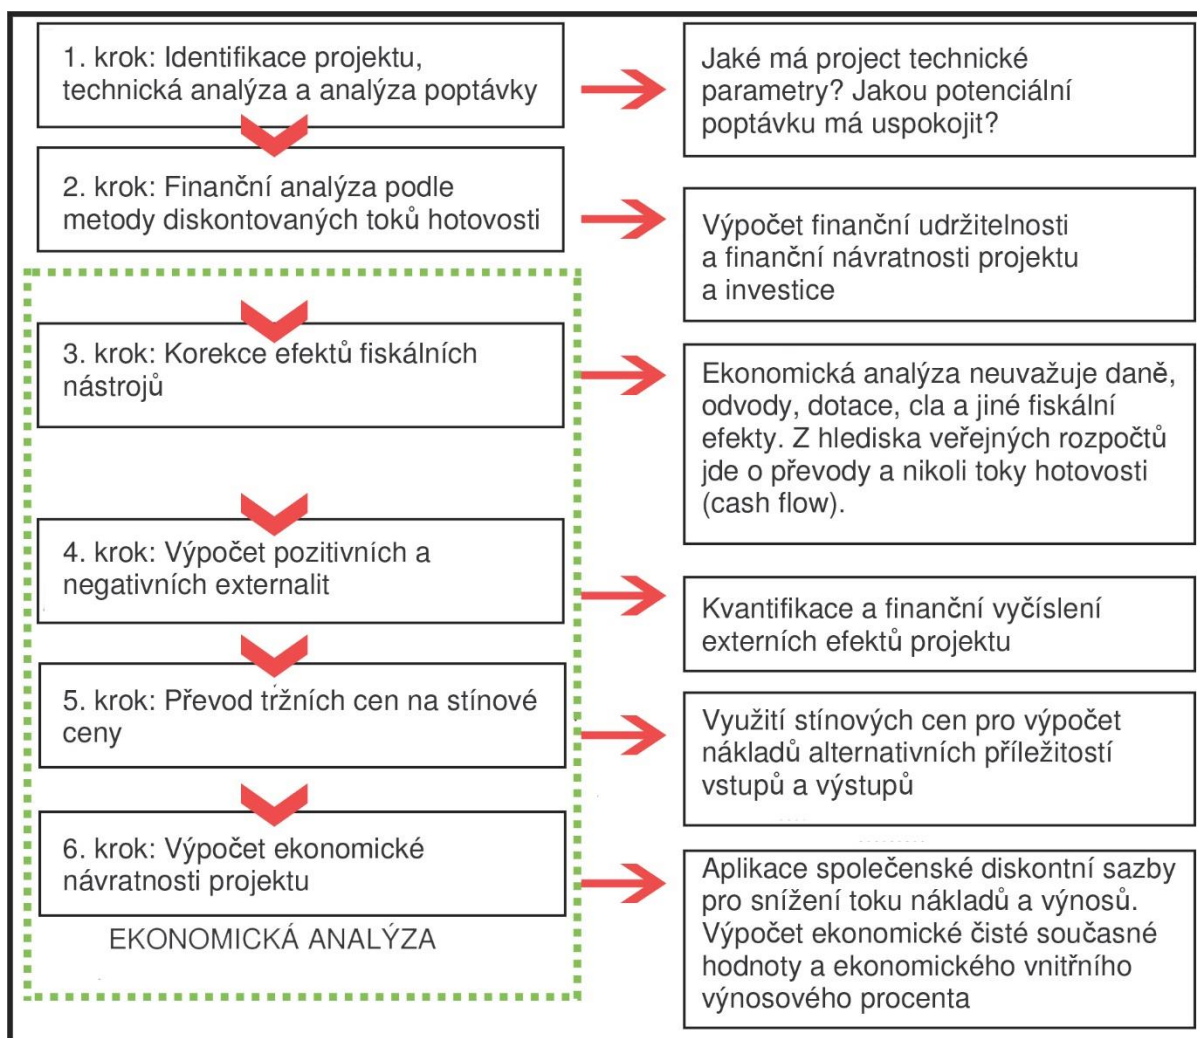 1. krok: Identifikace projektu,
technická analýza a analýza poptávky
Jaké má project technické
parametry? Jakou potenciální
poptávku má uspokojit?
2. krok: Finanční analýza podle
metody diskontovaných toků hotovosti
Výpočet finanční udržitelnosti
a finanční návratnosti projektu
a investice
3. krok: Korekce efektů fiskálních
nástrojů
Ekonomická analýza neuvažuje daně,
odvody, dotace, cla a jiné fiskální
efekty. Z hlediska veřejných rozpočtů
jde o převody a nikoli toky hotovosti
(cash flow).
4. krok: Výpočet pozitivních a
negativních externalit
Kvantifikace a finanční vyčíslení
externích efektů projektu
5. krok: Převod tržních cen na stínové
ceny
Využití stínových cen pro výpočet
nákladů alternativních příležitostí
vstupů a výstupů
6. krok: Výpočet ekonomické
návratnosti projektu
Aplikace společenské diskontní sazby
pro snížení toku nákladů a výnosů.
Výpočet ekonomické čisté současné
hodnoty a ekonomického vnitřního
výnosového procenta
EKONOMICKÁ ANALÝZA